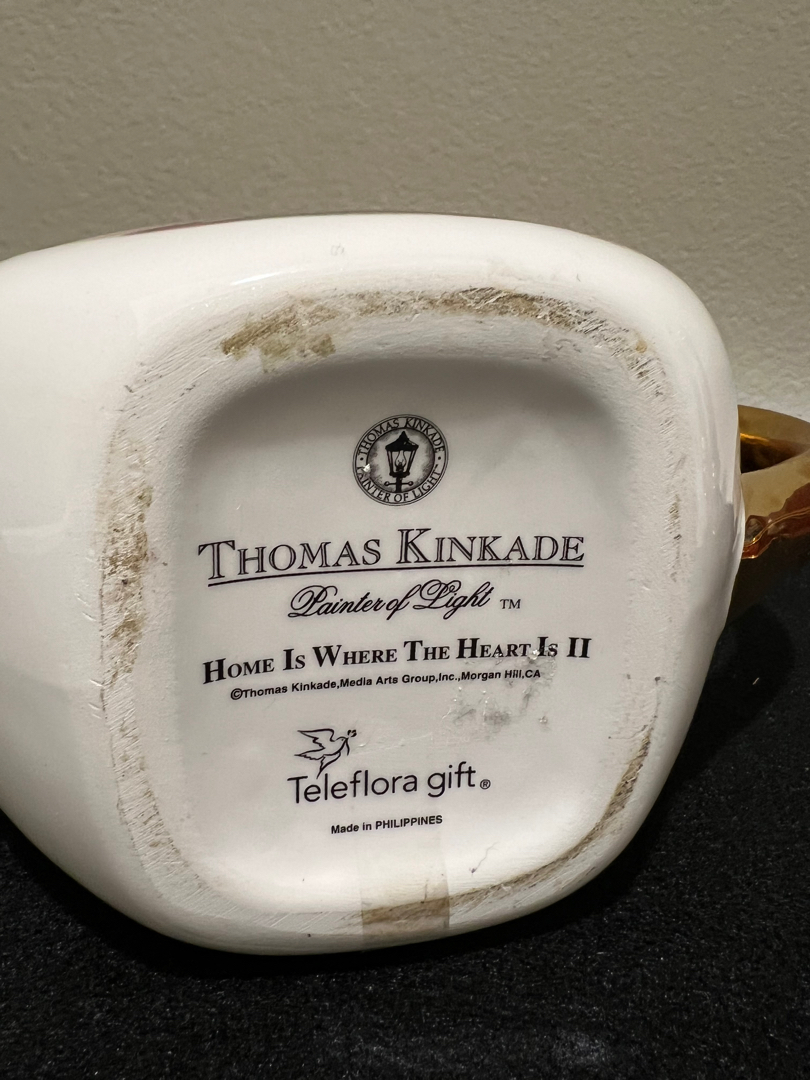 THOMAS KINKADE
PAINTER OF LIGHT
THOMAS KINKADE
Painter of Light TM
HOME IS WHERE THE HEART IS II
©Thomas Kinkade,Media Arts Group,Inc.,Morgan Hill,CA
Teleflora gift®
Made in PHILIPPINES